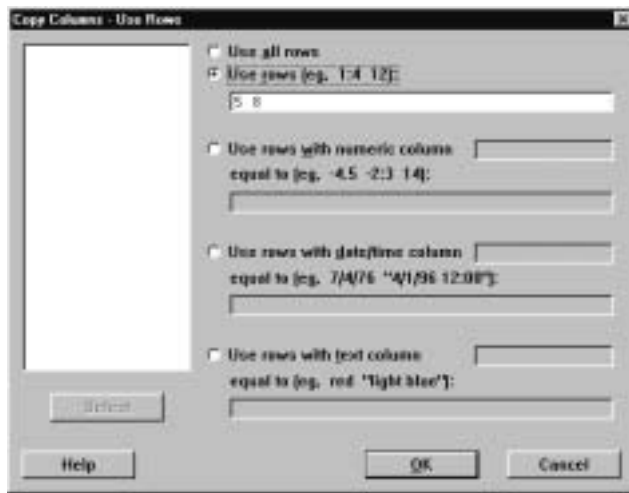 Copy Columns - Use Rows
Use all rows
Use rows (eg, 1:4 12):
5 8
Use rows with numeric column
equal to (eg, -4.5 -2:3 14):
Use rows with date/time column
equal to (eg, 7/4/76 "4/1/96 12:00"):
Use rows with text column
equal to (eg, red "light blue"):
Select
Help
OK
Cancel